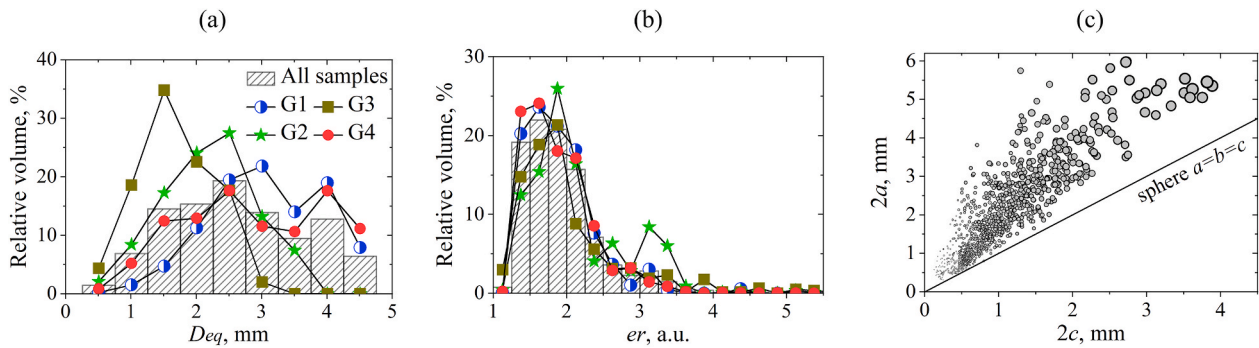 (a)
Relative volume, %
40
30
20
10
0
All samples
G1 G3
G2 G4
0 1 2 3 4 5
Deq, mm
(b)
Relative volume, %
30
20
10
0
1 2 3 4 5
er, a.u.
(c)
2a, mm
6
5
4
3
2
1
0
sphere a=b=c
0 1 2 3 4
2c, mm